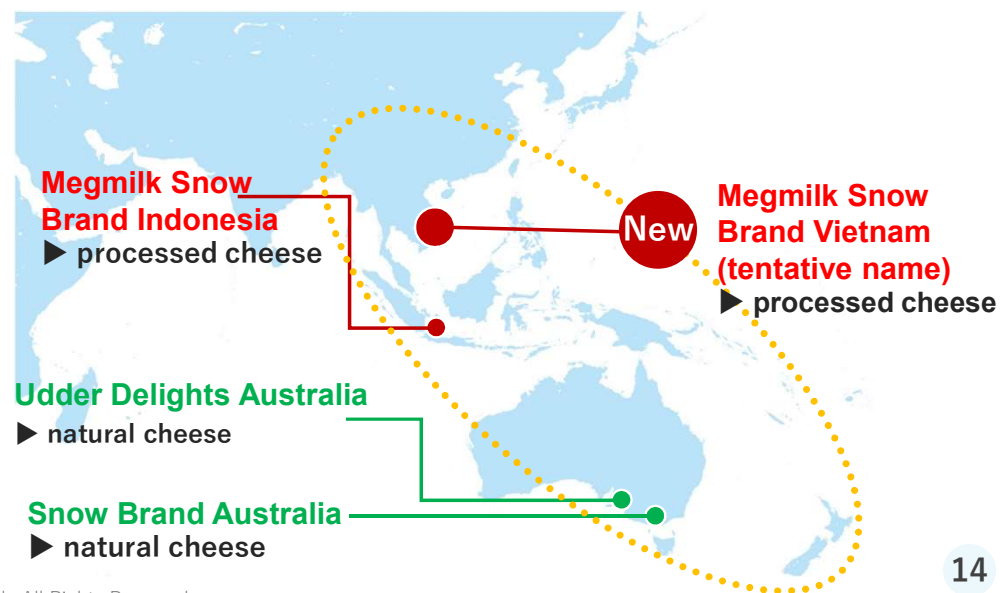 Megmilk Snow
Brand Indonesia
▶ processed cheese
New
Megmilk Snow
Brand Vietnam
(tentative name)
▶ processed cheese
Udder Delights Australia
▶ natural cheese
Snow Brand Australia
▶ natural cheese
14